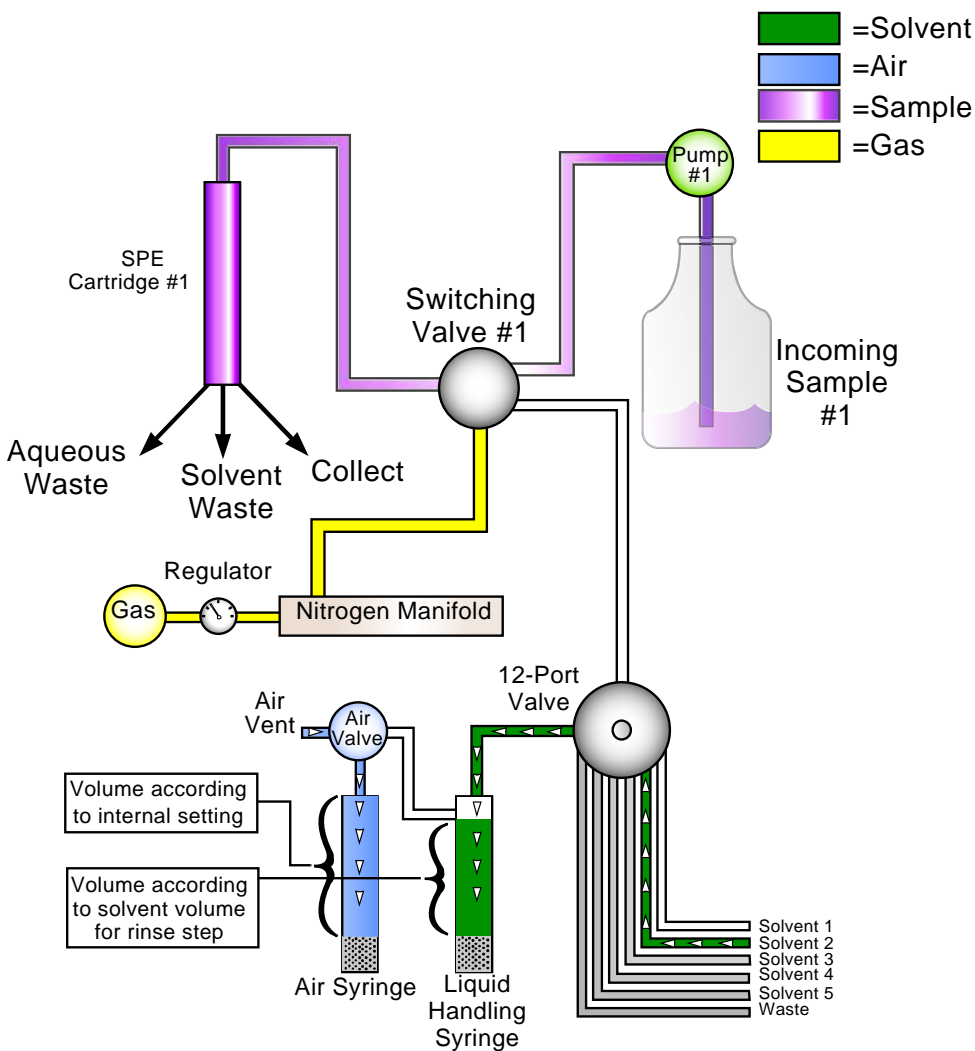 =Solvent
=Air
=Sample
=Gas
Pump
#1
SPE
Cartridge #1
Switching
Valve #1
Incoming
Sample
#1
Aqueous
Waste
Solvent
Waste
Collect
Regulator
Gas
Nitrogen Manifold
12-Port
Valve
Air
Vent
Air
Valve
Volume according
to internal setting
Volume according
to solvent volume
for rinse step
Solvent 1
Solvent 2
Solvent 3
Solvent 4
Solvent 5
Waste
Air Syringe
Liquid
Handling
Syringe